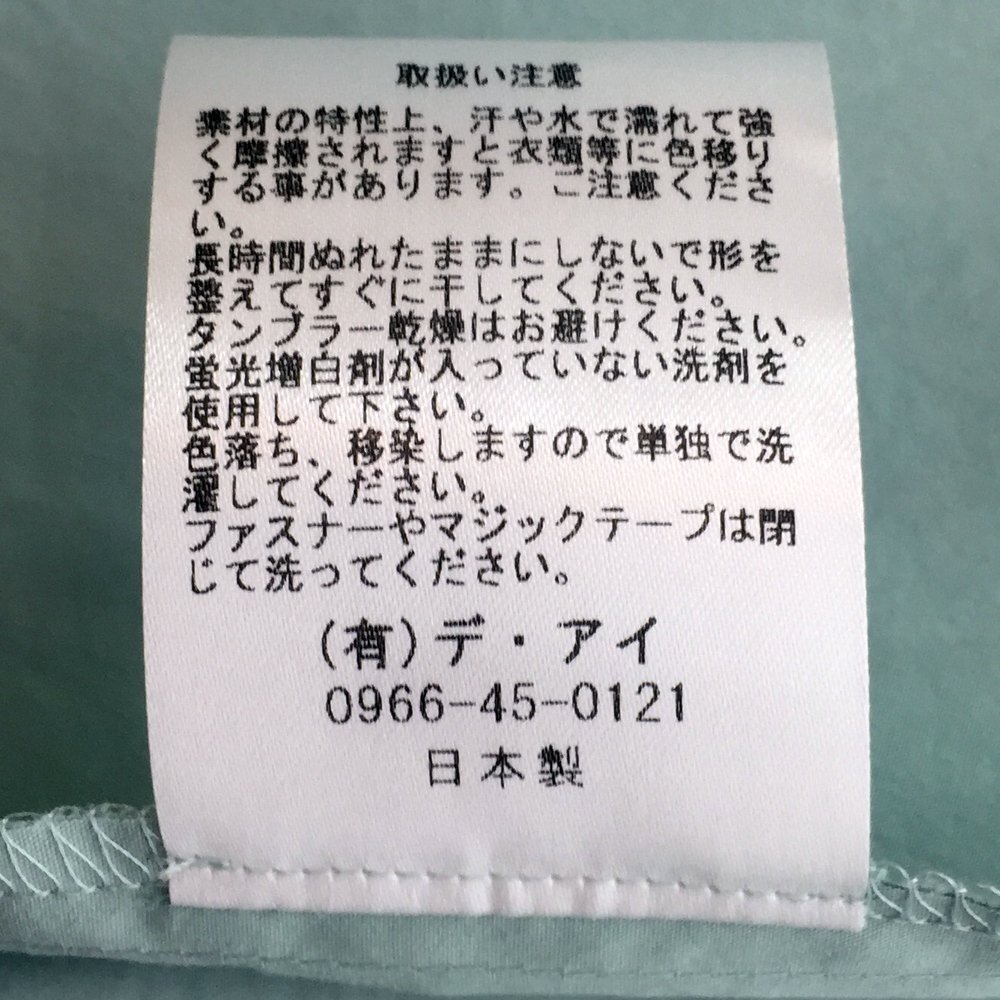 取扱い注意
素材の特性上、汗や水で濡れて強
く摩擦されますと衣類等に色移り
する事があります。ご注意くださ
い。
長時間ぬれたままにしないで形を
整えてすぐに干してください。
タンブラー乾燥はお避けください。
蛍光増白剤が入っていない洗剤を
使用して下さい。
色落ち、移染しますので単独で洗
濯してください。
ファスナーやマジックテープは閉
じて洗ってください。
(有)デ・アイ
0966-45-0121
日本製